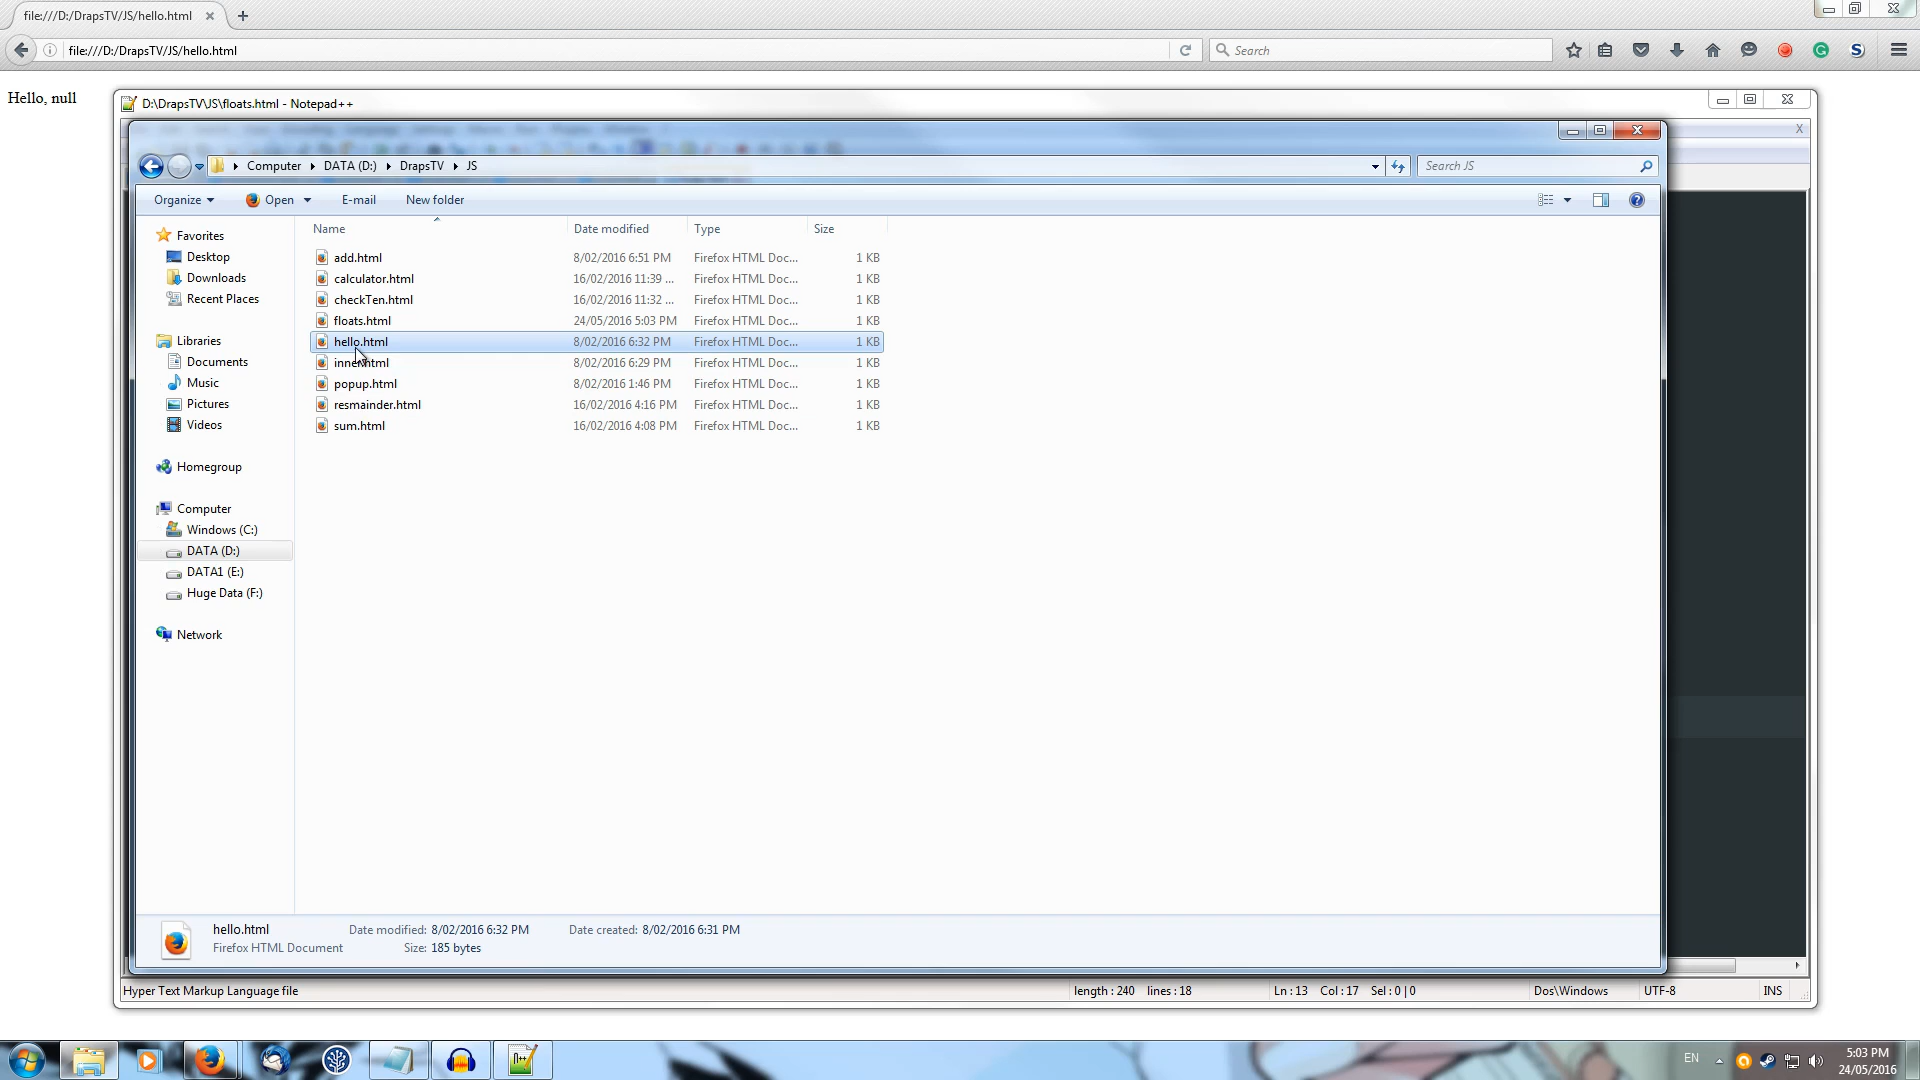 file:///D:/DrapsTV/JS/hello.html
file:///D:/DrapsTV/JS/hello.html
Search
Hello, null
D:\DrapsTV\JS\floats.html - Notepad++
Computer DATA (D:) DrapsTV JS
Search JS
Organize Open E-mail New folder
Name Date modified Type Size
add.html 8/02/2016 6:51 PM Firefox HTML Doc... 1 KB
calculator.html 16/02/2016 11:39 ... Firefox HTML Doc... 1 KB
checkTen.html 16/02/2016 11:32 ... Firefox HTML Doc... 1 KB
floats.html 24/05/2016 5:03 PM Firefox HTML Doc... 1 KB
hello.html 8/02/2016 6:32 PM Firefox HTML Doc... 1 KB
inner.html 8/02/2016 6:29 PM Firefox HTML Doc... 1 KB
popup.html 8/02/2016 1:46 PM Firefox HTML Doc... 1 KB
resmainder.html 16/02/2016 4:16 PM Firefox HTML Doc... 1 KB
sum.html 16/02/2016 4:08 PM Firefox HTML Doc... 1 KB
Favorites
Desktop
Downloads
Recent Places
Libraries
Documents
Music
Pictures
Videos
Homegroup
Computer
Windows (C:)
DATA (D:)
DATA1 (E:)
Huge Data (F:)
Network
hello.html Date modified: 8/02/2016 6:32 PM Date created: 8/02/2016 6:31 PM
Firefox HTML Document Size: 185 bytes
Hyper Text Markup Language file length : 240 lines : 18 Ln : 13 Col : 17 Sel : 0 | 0 Dos\Windows UTF-8 INS
EN
5:03 PM
24/05/2016